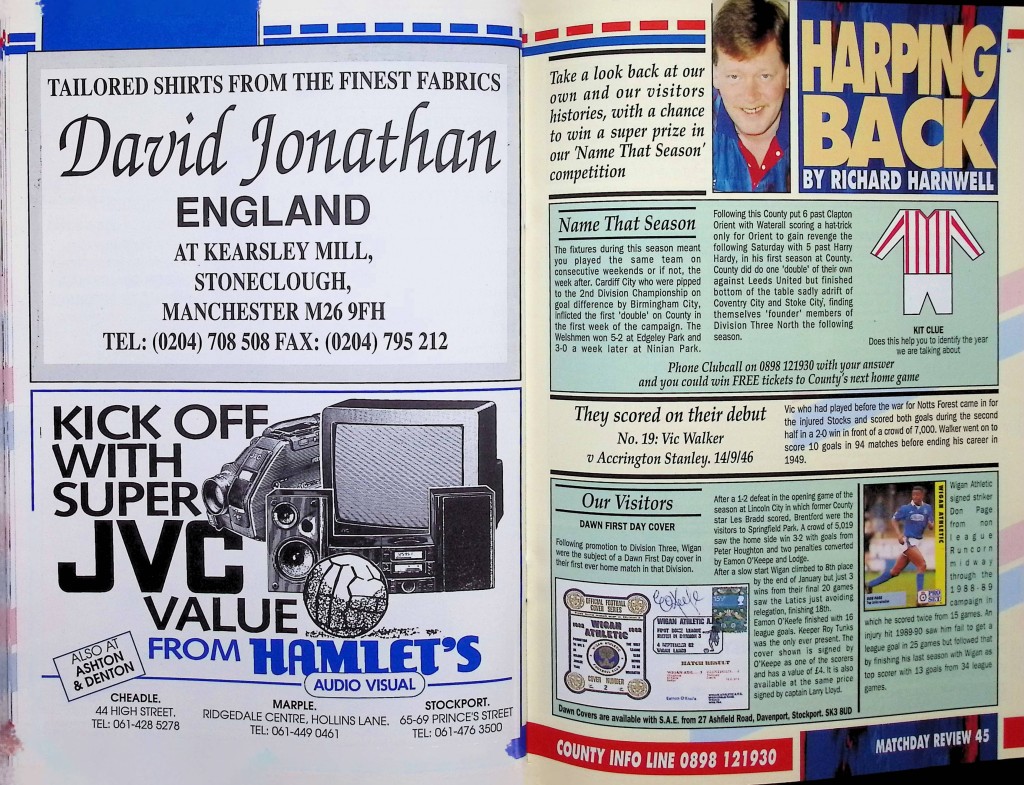 TAILORED SHIRTS FROM THE FINEST FABRICS
David Jonathan
ENGLAND
AT KEARSLEY MILL,
STONECLOUGH,
MANCHESTER M26 9FH
TEL: (0204) 708 508 FAX: (0204) 795 212
KICK OFF
WITH
SUPER
JVC
VALUE
FROM HAMLET'S
AUDIO VISUAL
ALSO AT
ASHTON
& DENTON
CHEADLE.
44 HIGH STREET.
TEL: 061-428 5278
MARPLE.
RIDGEDALE CENTRE, HOLLINS LANE.
TEL: 061-449 0461
STOCKPORT.
65-69 PRINCE'S STREET
TEL: 061-476 3500
Take a look back at our
own and our visitors
histories, with a chance
to win a super prize in
our 'Name That Season'
competition
HARPING
BACK
BY RICHARD HARNWELL
Name That Season
The fixtures during this season meant
you played the same team on
consecutive weekends or if not, the
week after. Cardiff City who were pipped
to the 2nd Division Championship on
goal difference by Birmingham City,
inflicted the first 'double' on County in
the first week of the campaign. The
Welshmen won 5-2 at Edgeley Park and
3-0 a week later at Ninian Park.
Following this County put 6 past Clapton
Orient with Waterall scoring a hat-trick
only for Orient to gain revenge the
following Saturday with 5 past Harry
Hardy, in his first season at County.
County did do one 'double' of their own
against Leeds United but finished
bottom of the table sadly adrift of
Coventry City and Stoke City, finding
themselves 'founder' members of
Division Three North the following
season.
KIT CLUE
Does this help you to identify the year
we are talking about
Phone Clubcall on 0898 121930 with your answer
and you could win FREE tickets to County's next home game
They scored on their debut
No. 19: Vic Walker
v Accrington Stanley. 14/9/46
Vic who had played before the war for Notts Forest came in for
the injured Stocks and scored both goals during the second
half in a 2-0 win in front of a crowd of 7,000. Walker went on to
score 10 goals in 94 matches before ending his career in
1949.
Our Visitors
DAWN FIRST DAY COVER
Following promotion to Division Three, Wigan
were the subject of a Dawn First Day cover in
their first ever home match in that Division.
OFFICIAL FOOTBALL
COVER SERIES
WIGAN
ATHLETIC
COVER NUMBER
2
WIGAN ATHLETIC A.F.C.
MATCH RESULT
After a 1-2 defeat in the opening game of the
season at Lincoln City in which former County
star Les Bradd scored, Brentford were the
visitors to Springfield Park. A crowd of 5,019
saw the home side win 3-2 with goals from
Peter Houghton and two penalties converted
by Eamon O'Keefe and Lodge.
After a slow start Wigan climbed to 8th place
by the end of January but just 3
wins from their final 20 games
saw the Latics just avoiding
relegation, finishing 18th.
Eamon O'Keefe finished with 16
league goals. Keeper Roy Tunks
was the only ever present. The
cover shown is signed by
O'Keepe as one of the scorers
and has a value of £4. It is also
available at the same price
signed by captain Larry Lloyd.
WIGAN ATHLETIC
PRO SET
Wigan Athletic
signed striker
Don Page
from non
league
Runcorn
midway
through the
1988-89
campaign in
which he scored twice from 15 games. An
injury hit 1989-90 saw him fail to get a
league goal in 25 games but followed that
by finishing his last season with Wigan as
top scorer with 13 goals from 34 league
games.
Dawn Covers are available with S.A.E. from 27 Ashfield Road, Davenport, Stockport. SK3 8UD
COUNTY INFO LINE 0898 121930
MATCHDAY REVIEW 45